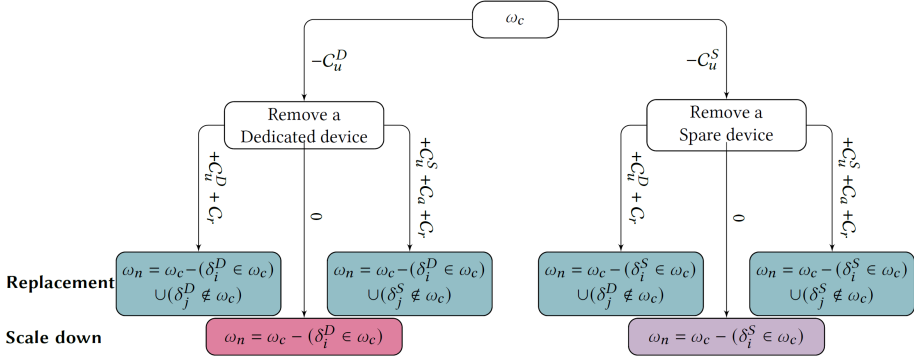 ω_c
−C_u^D
−C_u^S
Remove a
Dedicated device
Remove a
Spare device
+C_u^D + C_r
0
+C_u^S + C_a + C_r
+C_u^D + C_r
0
+C_u^S + C_a + C_r
Replacement
ω_n = ω_c −(δ_i^D ∈ ω_c)
∪(δ_j^D ∉ ω_c)
ω_n = ω_c −(δ_i^D ∈ ω_c)
∪(δ_j^S ∉ ω_c)
ω_n = ω_c −(δ_i^S ∈ ω_c)
∪(δ_j^D ∉ ω_c)
ω_n = ω_c −(δ_i^S ∈ ω_c)
∪(δ_j^S ∉ ω_c)
Scale down
ω_n = ω_c − (δ_i^D ∈ ω_c)
ω_n = ω_c − (δ_i^S ∈ ω_c)